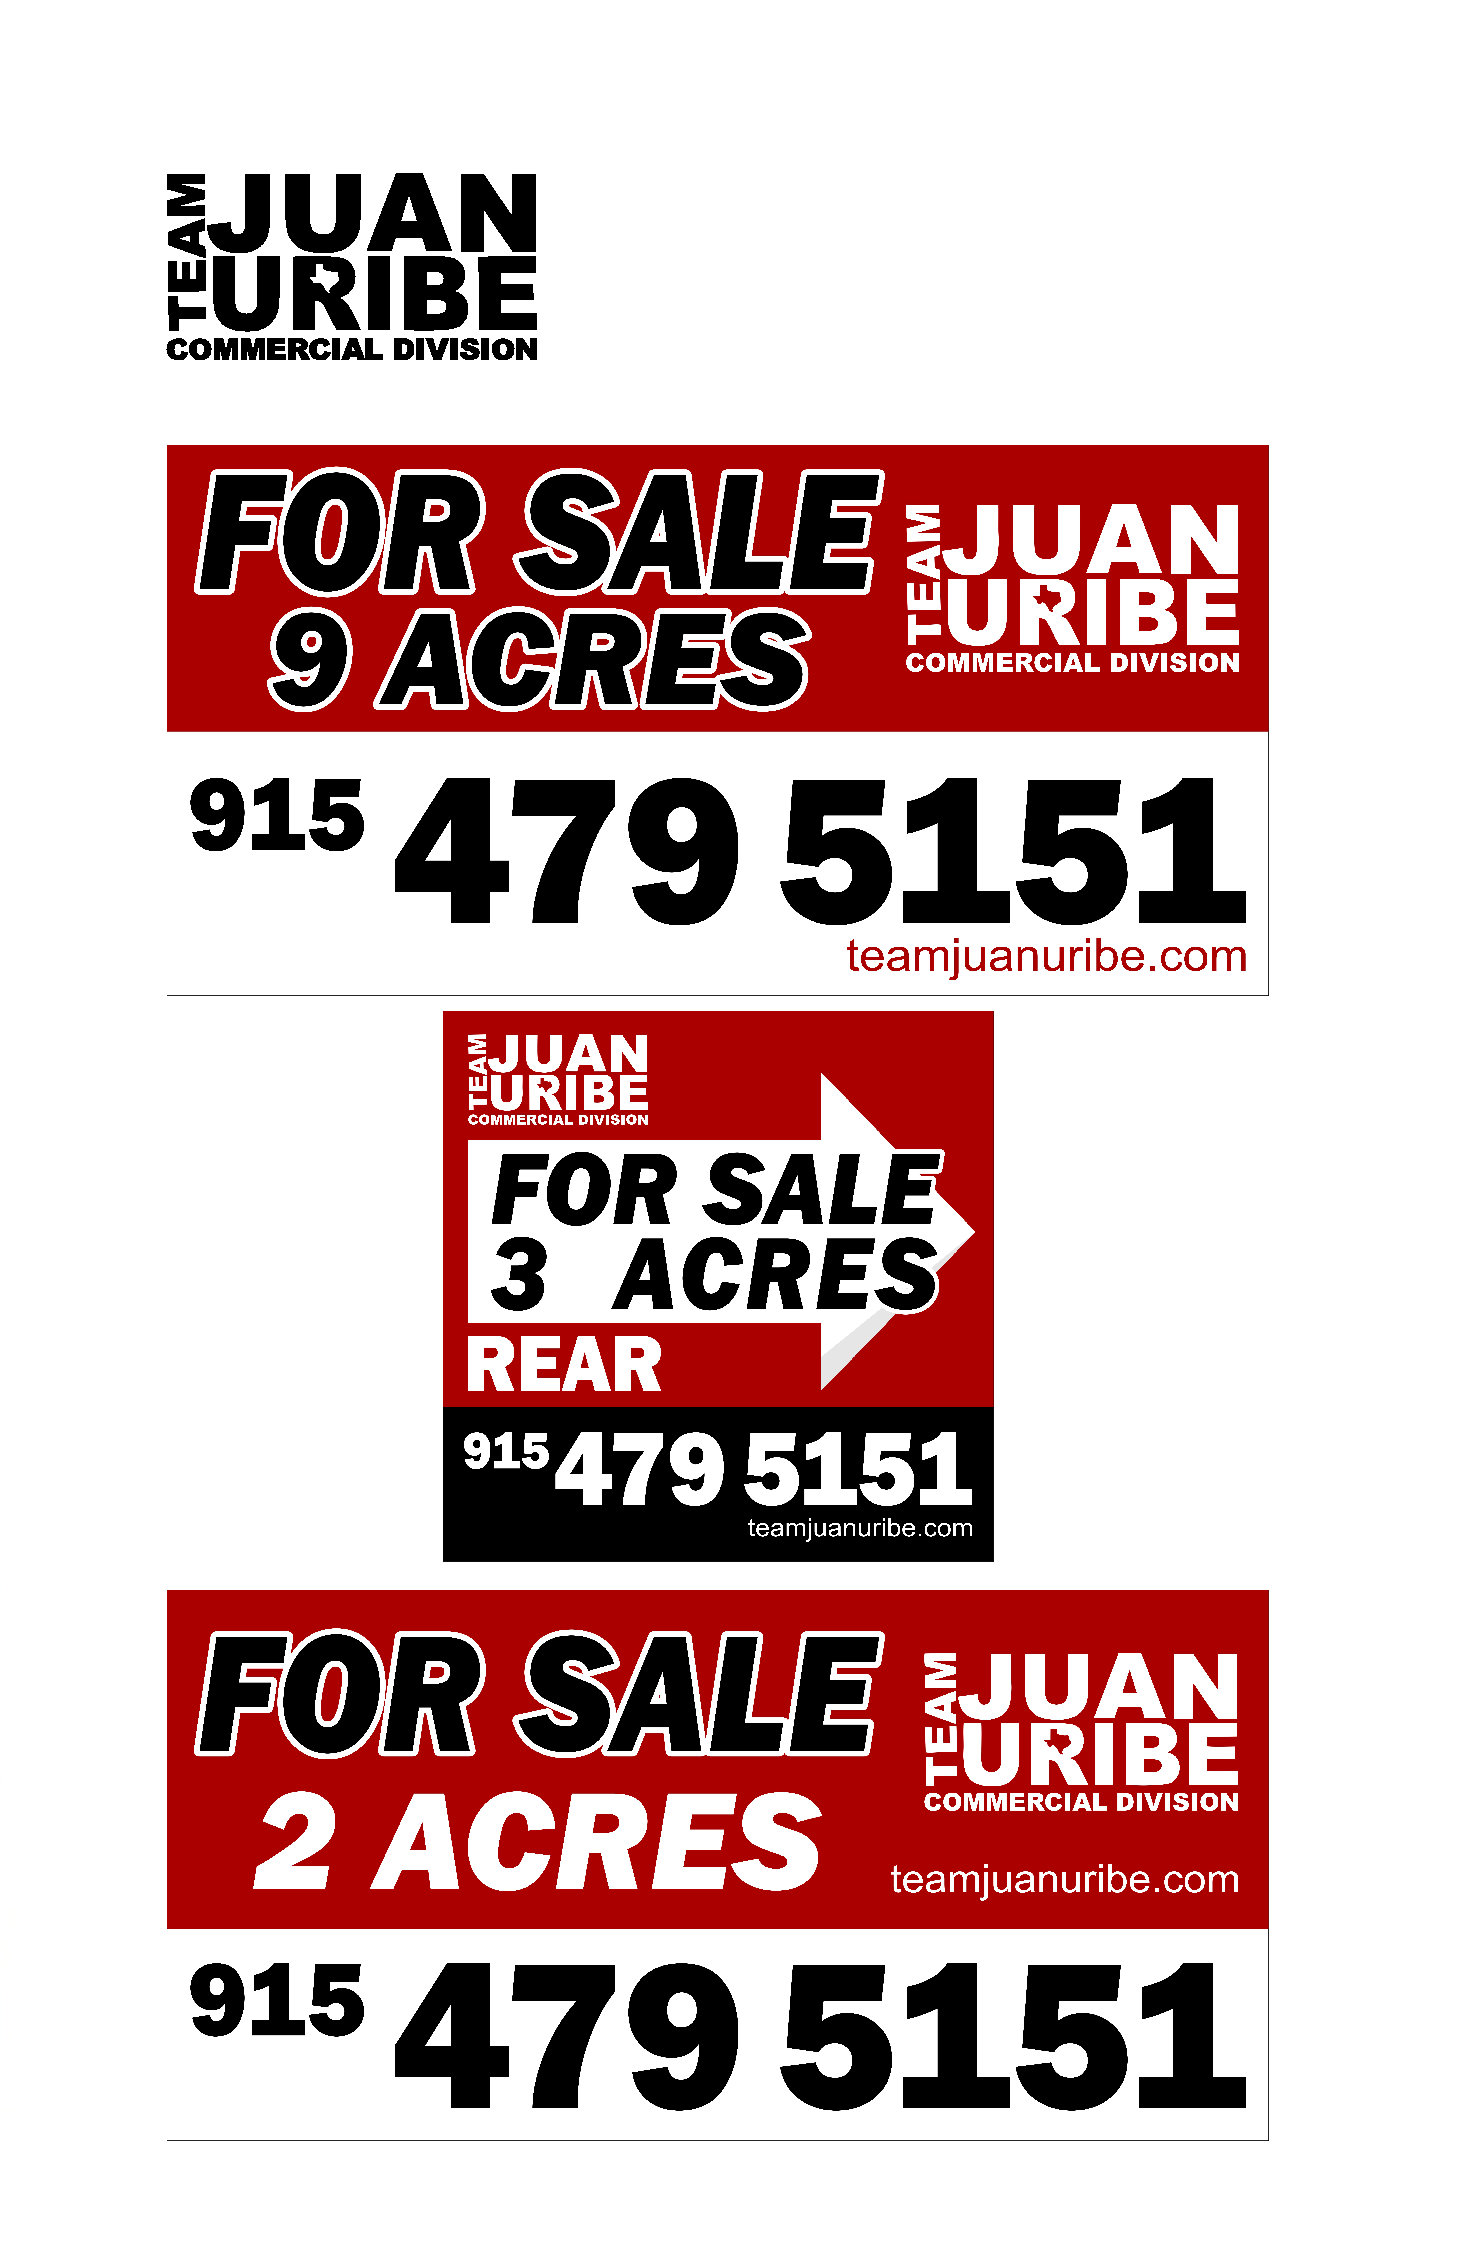 TEAM
JUAN
URIBE
COMMERCIAL DIVISION
FOR SALE
9 ACRES
TEAM
JUAN
URIBE
COMMERCIAL DIVISION
915 479 5151
teamjuanuribe.com
TEAM
JUAN
URIBE
COMMERCIAL DIVISION
FOR SALE
3 ACRES
REAR
915 479 5151
teamjuanuribe.com
FOR SALE
2 ACRES
TEAM
JUAN
URIBE
COMMERCIAL DIVISION
teamjuanuribe.com
915 479 5151